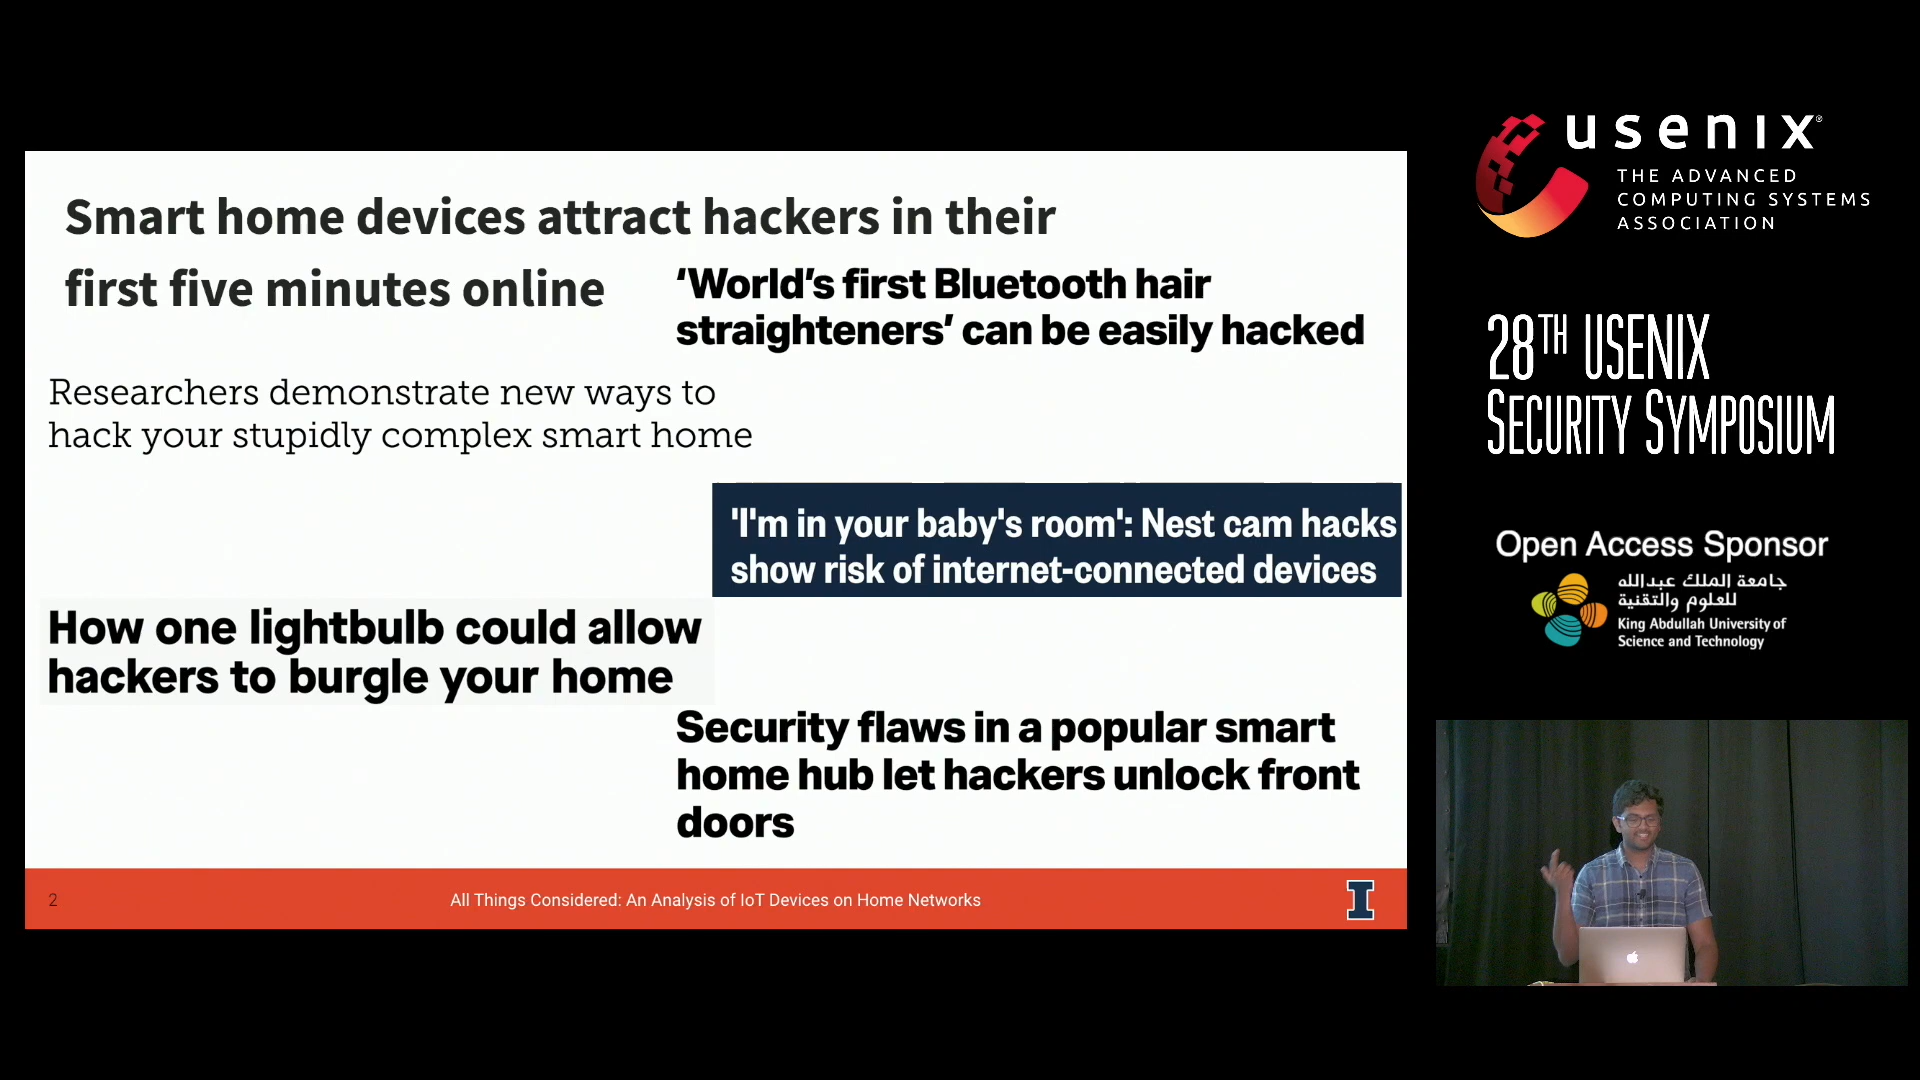 Smart home devices attract hackers in their
first five minutes online
‘World’s first Bluetooth hair
straighteners’ can be easily hacked
Researchers demonstrate new ways to
hack your stupidly complex smart home
'I'm in your baby's room': Nest cam hacks
show risk of internet-connected devices
How one lightbulb could allow
hackers to burgle your home
Security flaws in a popular smart
home hub let hackers unlock front
doors
2
All Things Considered: An Analysis of IoT Devices on Home Networks
I
usenix®
THE ADVANCED
COMPUTING SYSTEMS
ASSOCIATION
28TH USENIX
SECURITY SYMPOSIUM
Open Access Sponsor
جامعة الملك عبدالله
للعلوم والتقنية
King Abdullah University of
Science and Technology